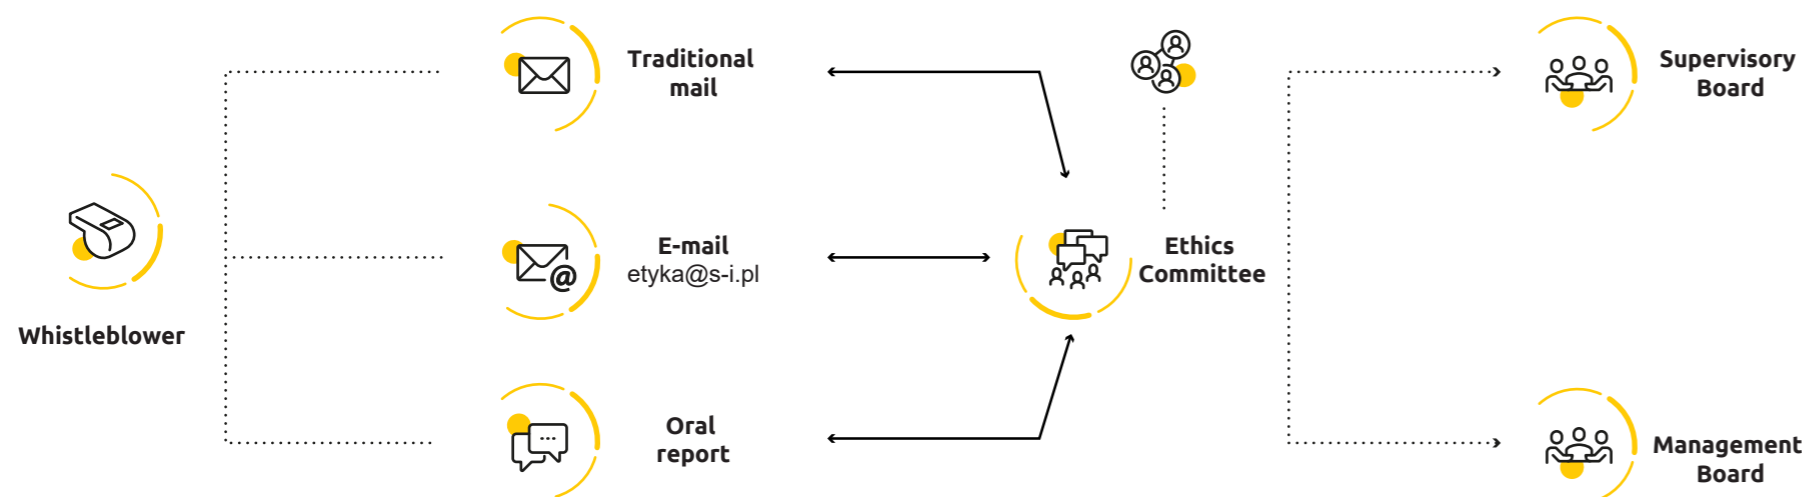 Whistleblower
Traditional
mail
E-mail
etyka@s-i.pl
Oral
report
Ethics
Committee
Supervisory
Board
Management
Board